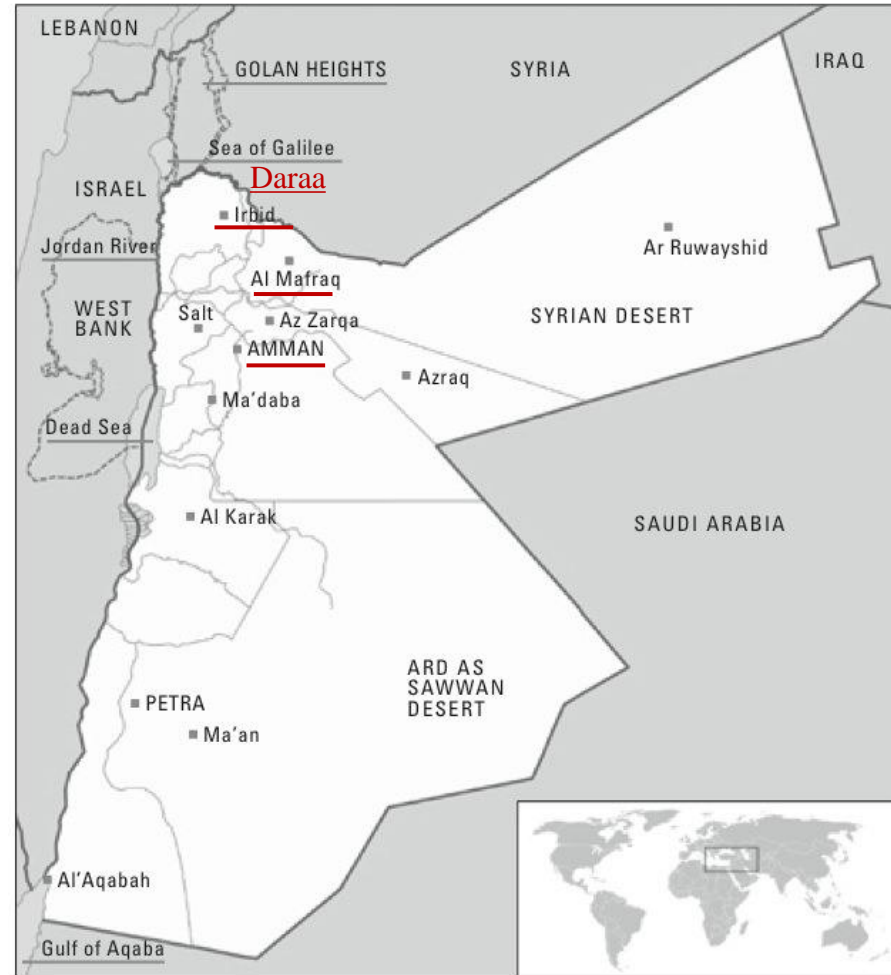 LEBANON
GOLAN HEIGHTS
SYRIA
IRAQ
Sea of Galilee
Daraa
ISRAEL
Irbid
Jordan River
Ar Ruwayshid
Al Mafraq
WEST
BANK
Salt
Az Zarqa
SYRIAN DESERT
AMMAN
Azraq
Ma'daba
Dead Sea
Al Karak
SAUDI ARABIA
ARD AS
SAWWAN
DESERT
PETRA
Ma'an
Al'Aqabah
Gulf of Aqaba